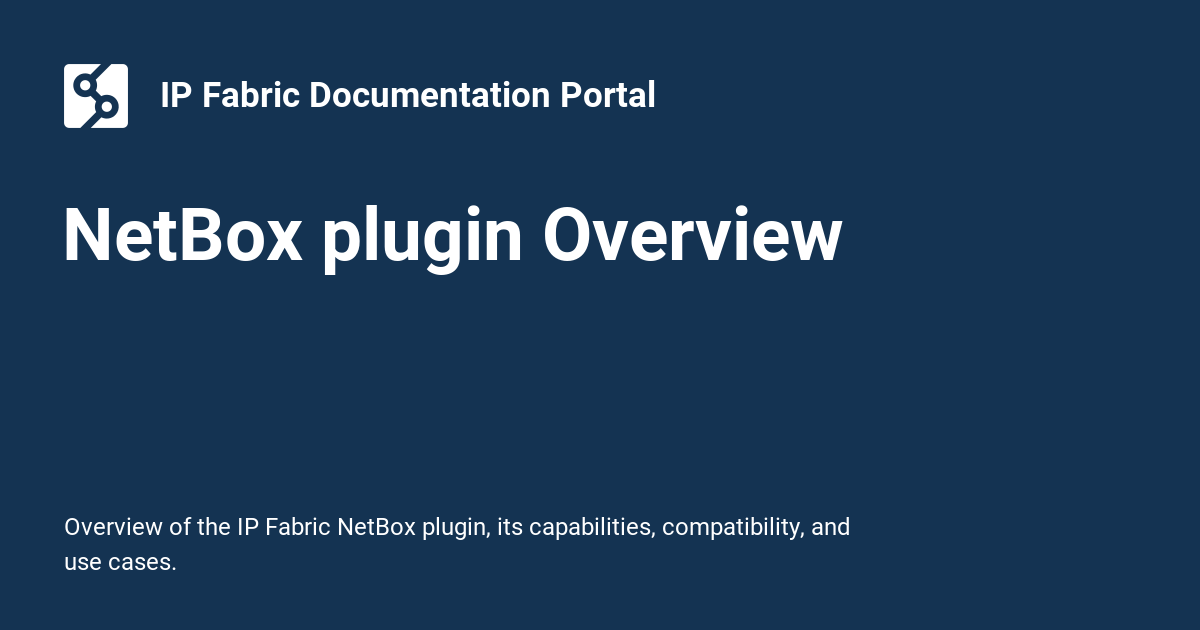 IP Fabric Documentation Portal
NetBox plugin Overview
Overview of the IP Fabric NetBox plugin, its capabilities, compatibility, and
use cases.